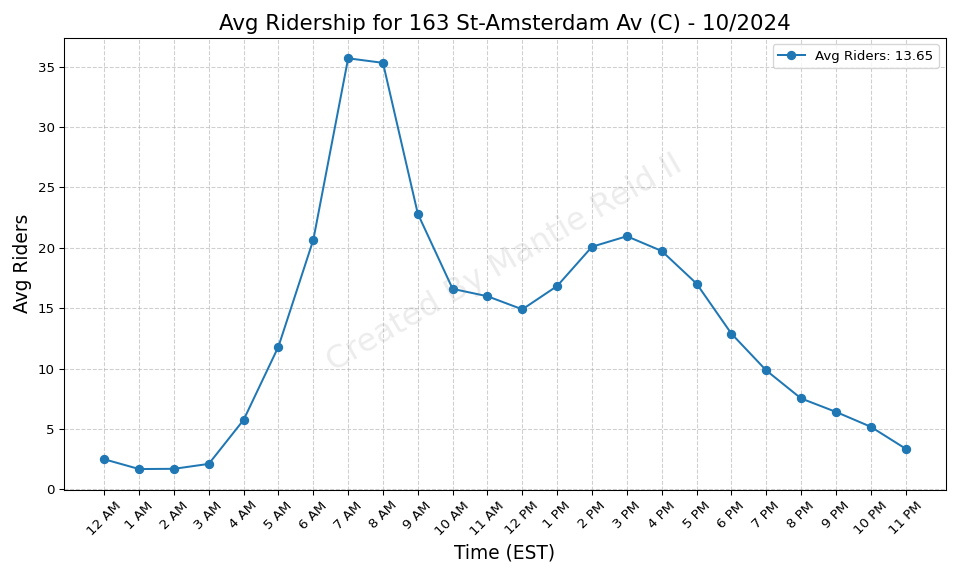 Avg Ridership for 163 St-Amsterdam Av (C) - 10/2024
Avg Riders: 13.65
35
30
25
20
15
10
5
0
Avg Riders
Created By Mantie Reid II
12 AM
1 AM
2 AM
3 AM
4 AM
5 AM
6 AM
7 AM
8 AM
9 AM
10 AM
11 AM
12 PM
1 PM
2 PM
3 PM
4 PM
5 PM
6 PM
7 PM
8 PM
9 PM
10 PM
11 PM
Time (EST)